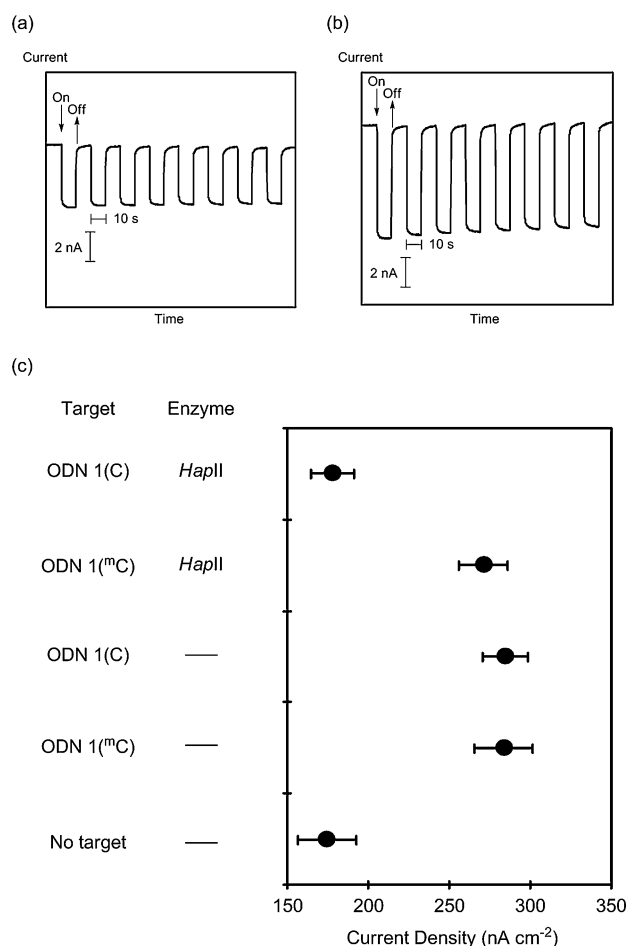 (a)
Current
On
Off
10 s
2 nA
Time
(b)
Current
On
Off
10 s
2 nA
Time
(c)
Target Enzyme
ODN 1(C) HapII
ODN 1(ᵐC) HapII
ODN 1(C) —
ODN 1(ᵐC) —
No target —
150 200 250 300 350
Current Density (nA cm⁻²)